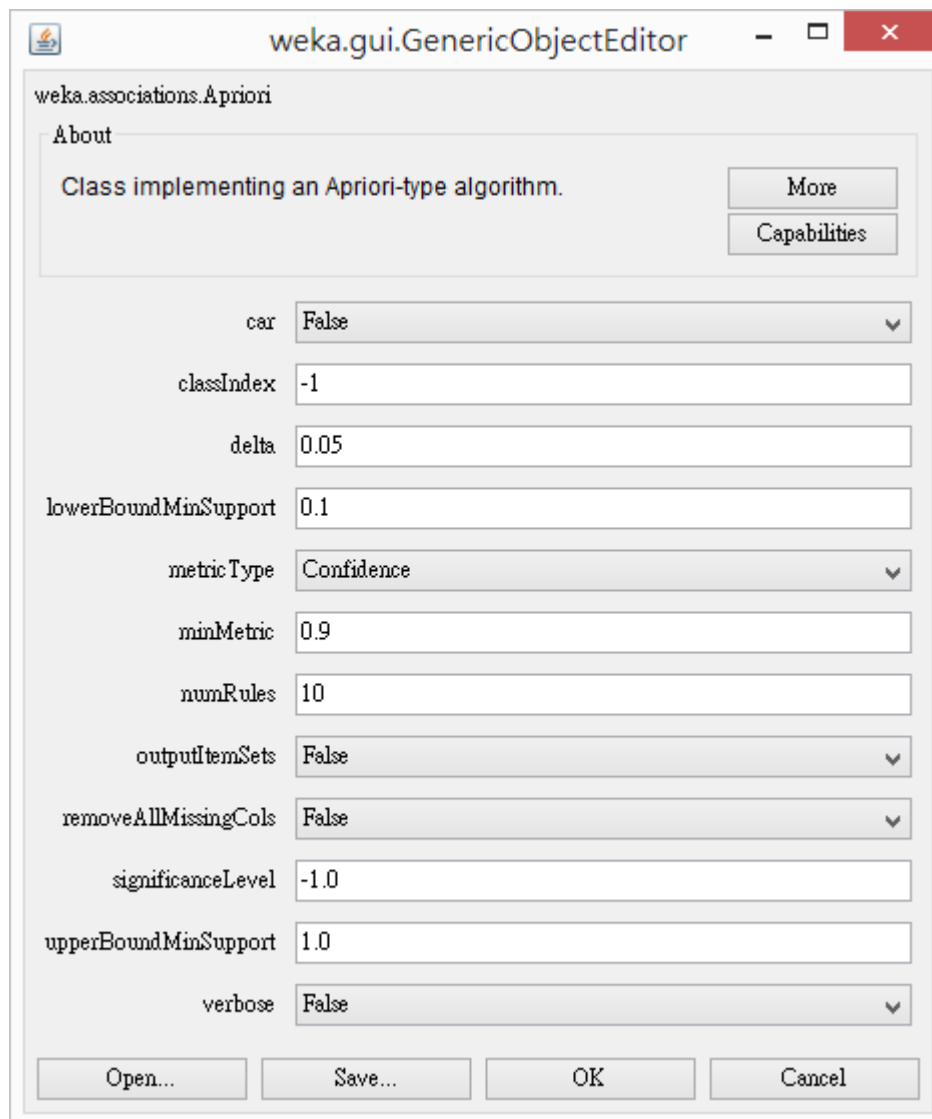 weka.gui.GenericObjectEditor
weka.associations.Apriori
About
Class implementing an Apriori-type algorithm.
More
Capabilities
car False
classIndex -1
delta 0.05
lowerBoundMinSupport 0.1
metricType Confidence
minMetric 0.9
numRules 10
outputItemSets False
removeAllMissingCols False
significanceLevel -1.0
upperBoundMinSupport 1.0
verbose False
Open... Save... OK Cancel